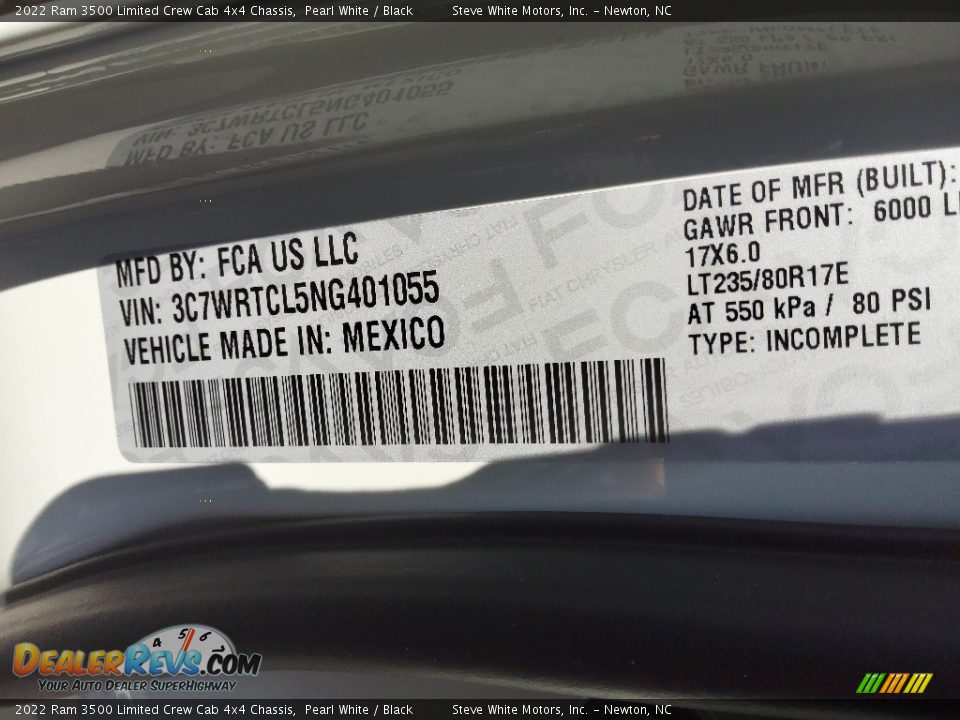 2022 Ram 3500 Limited Crew Cab 4x4 Chassis, Pearl White / Black Steve White Motors, Inc. – Newton, NC
MFD BY: FCA US LLC
VIN: 3C7WRTCL5NG401055
VEHICLE MADE IN: MEXICO
DATE OF MFR (BUILT):
GAWR FRONT: 6000
17X6.0
LT235/80R17E
AT 550 kPa / 80 PSI
TYPE: INCOMPLETE
4 5 6
DEALERREVS.COM
YOUR AUTO DEALER SUPERHIGHWAY
2022 Ram 3500 Limited Crew Cab 4x4 Chassis, Pearl White / Black Steve White Motors, Inc. – Newton, NC